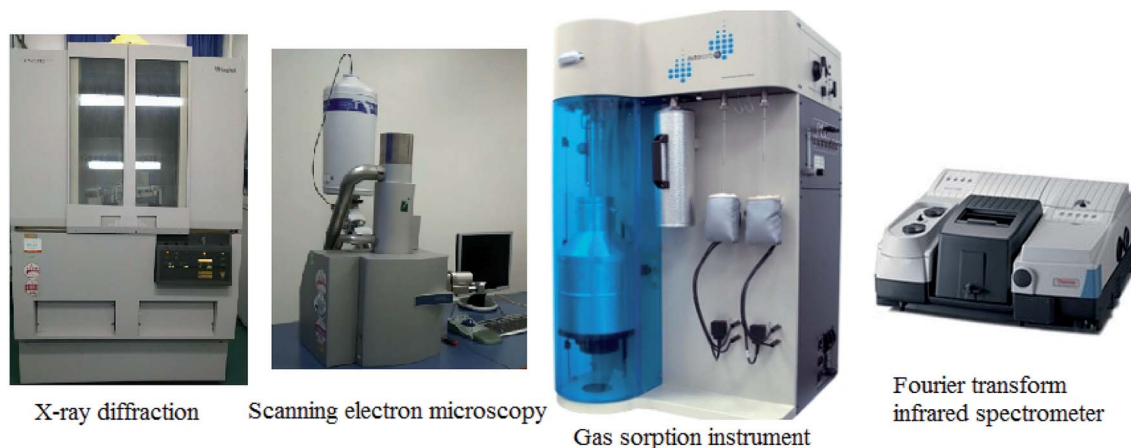 X-ray diffraction
Scanning electron microscopy
Gas sorption instrument
Fourier transform
infrared spectrometer